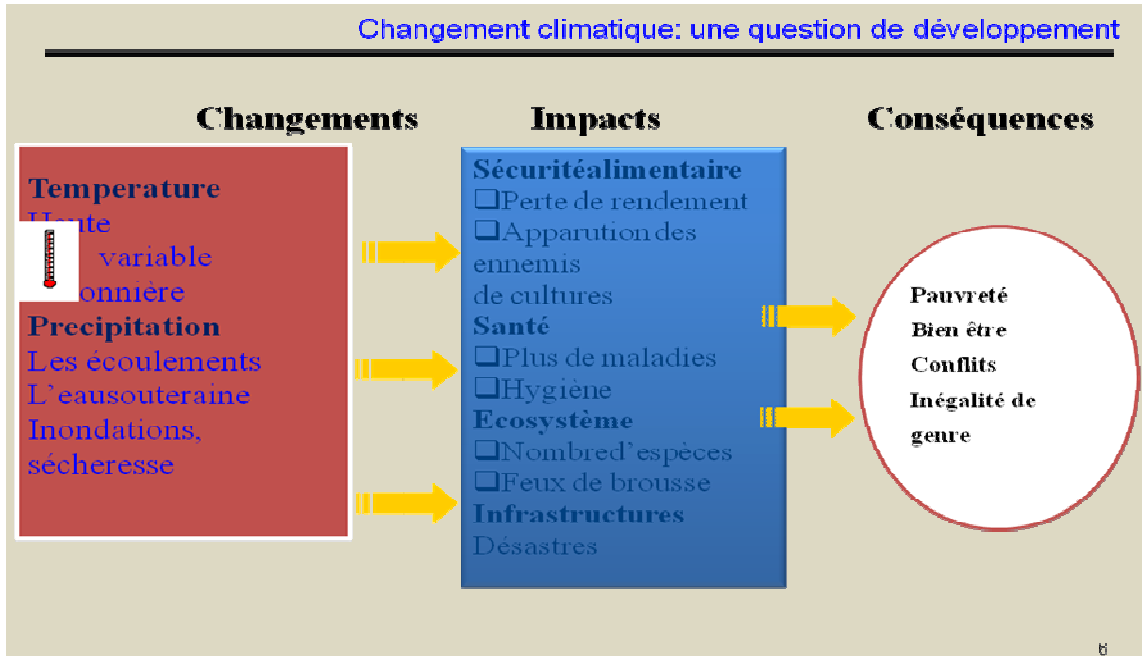 Changement climatique: une question de développement
Changements
Impacts
Conséquences
Temperature
variable
Precipitation
Les écoulements
L'eausouteraine
Inondations,
sécheresse
Sécuritéalimentaire
❑Perte de rendement
❑Apparution des
ennemis
de cultures
Santé
❑Plus de maladies
❑Hygiène
Ecosystème
❑Nombred'espèces
❑Feux de brousse
Infrastructures
Désastres
Pauvreté
Bien être
Conflits
Inégalité de
genre
6